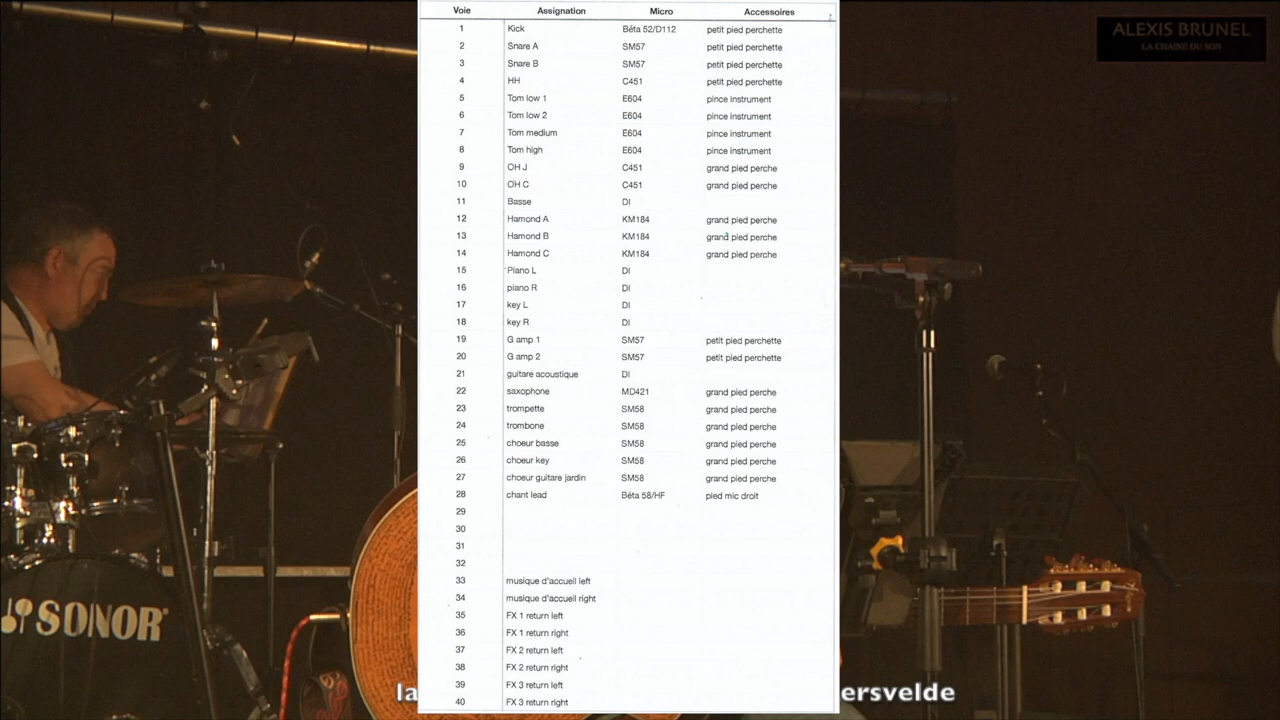 Voie Assignation Micro Accessoires
ALEXIS BRUNEL
LA CHAINE DU SON
1 Kick Béta 52/D112 petit pied perchette
2 Snare A SM57 petit pied perchette
3 Snare B SM57 petit pied perchette
4 HH C451 petit pied perchette
5 Tom low 1 E604 pince instrument
6 Tom low 2 E604 pince instrument
7 Tom medium E604 pince instrument
8 Tom high E604 pince instrument
9 OH J C451 grand pied perche
10 OH C C451 grand pied perche
11 Basse DI
12 Hamond A KM184 grand pied perche
13 Hamond B KM184 grand pied perche
14 Hamond C KM184 grand pied perche
15 Piano L DI
16 piano R DI
17 key L DI
18 key R DI
19 G amp 1 SM57 petit pied perchette
20 G amp 2 SM57 petit pied perchette
21 guitare acoustique DI
22 saxophone MD421 grand pied perche
23 trompette SM58 grand pied perche
24 trombone SM58 grand pied perche
25 choeur basse SM58 grand pied perche
26 choeur key SM58 grand pied perche
27 choeur guitare jardin SM58 grand pied perche
28 chant lead Béta 58/HF pied mic droit
29
30
31
32
33 musique d'accueil left
34 musique d'accueil right
35 FX 1 return left
36 FX 1 return right
37 FX 2 return left
38 FX 2 return right
39 FX 3 return left
40 FX 3 return right
SONOR
la ersvelde